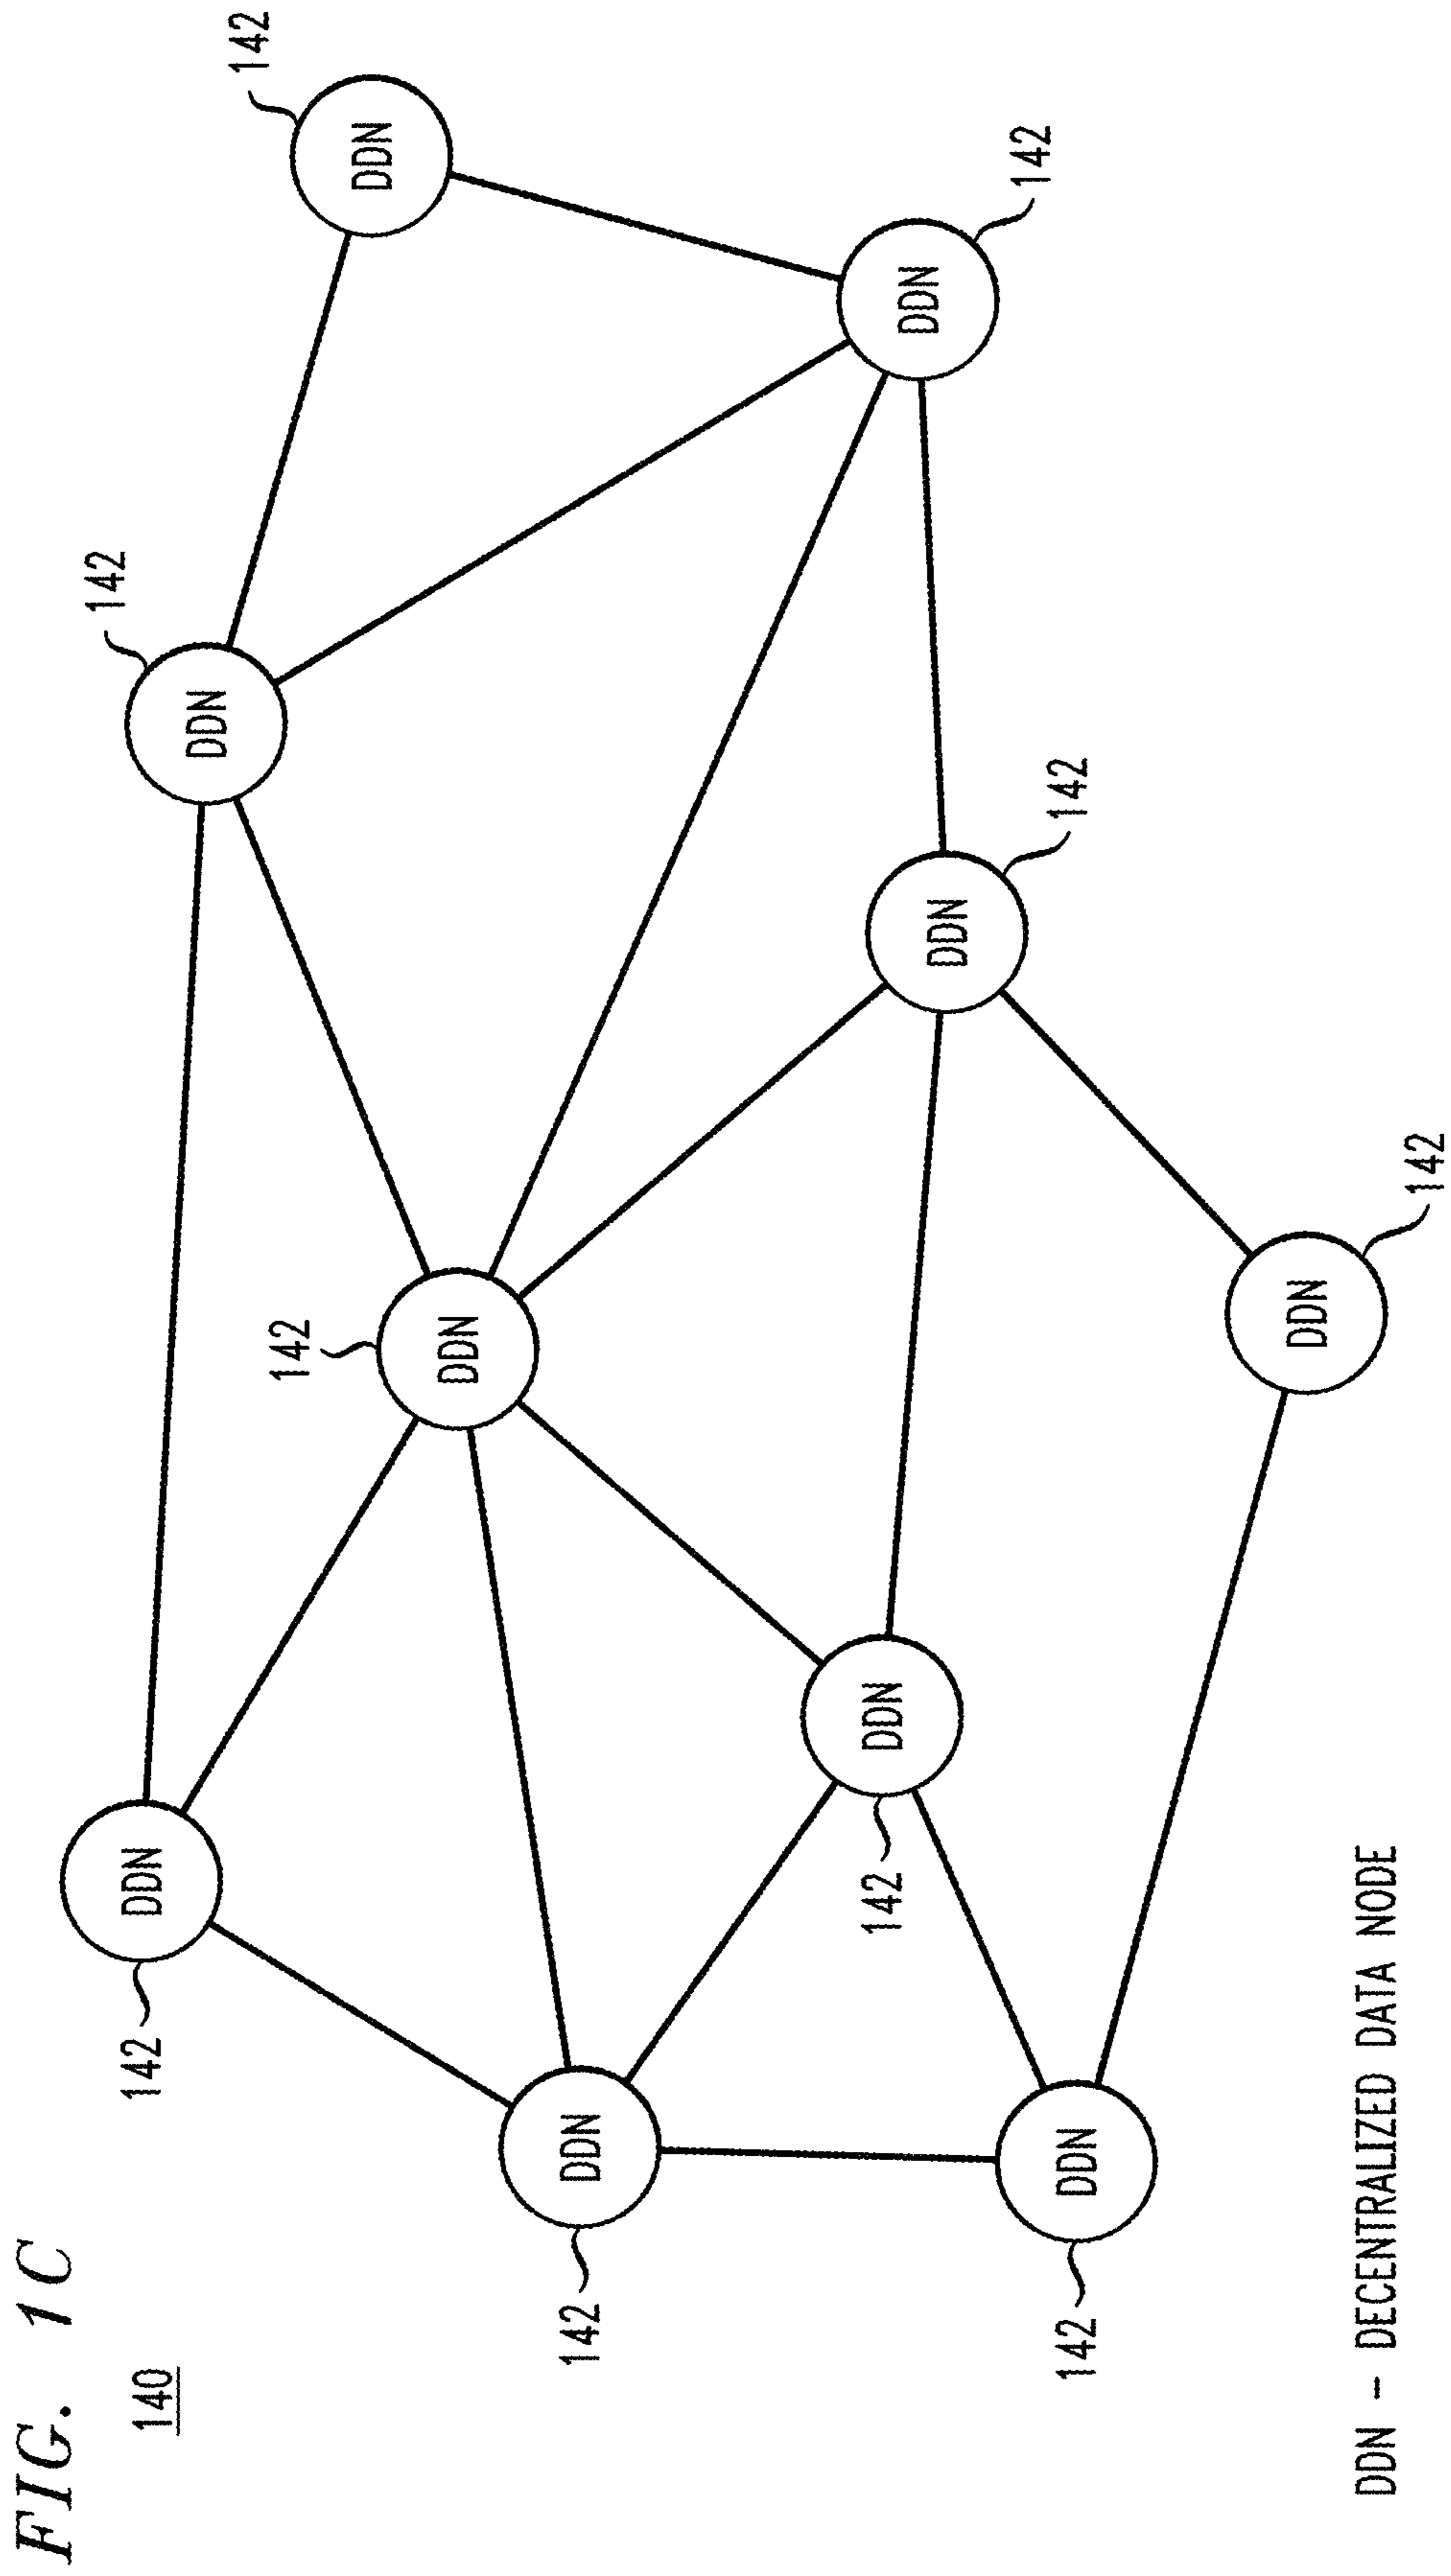 FIG. 1C
140
142
142
DDN
DDN
142
142
DDN
DDN
142
DDN
142
DDN
DDN
DDN
142
142
142
DDN
DDN
142
DDN – DECENTRALIZED DATA NODE